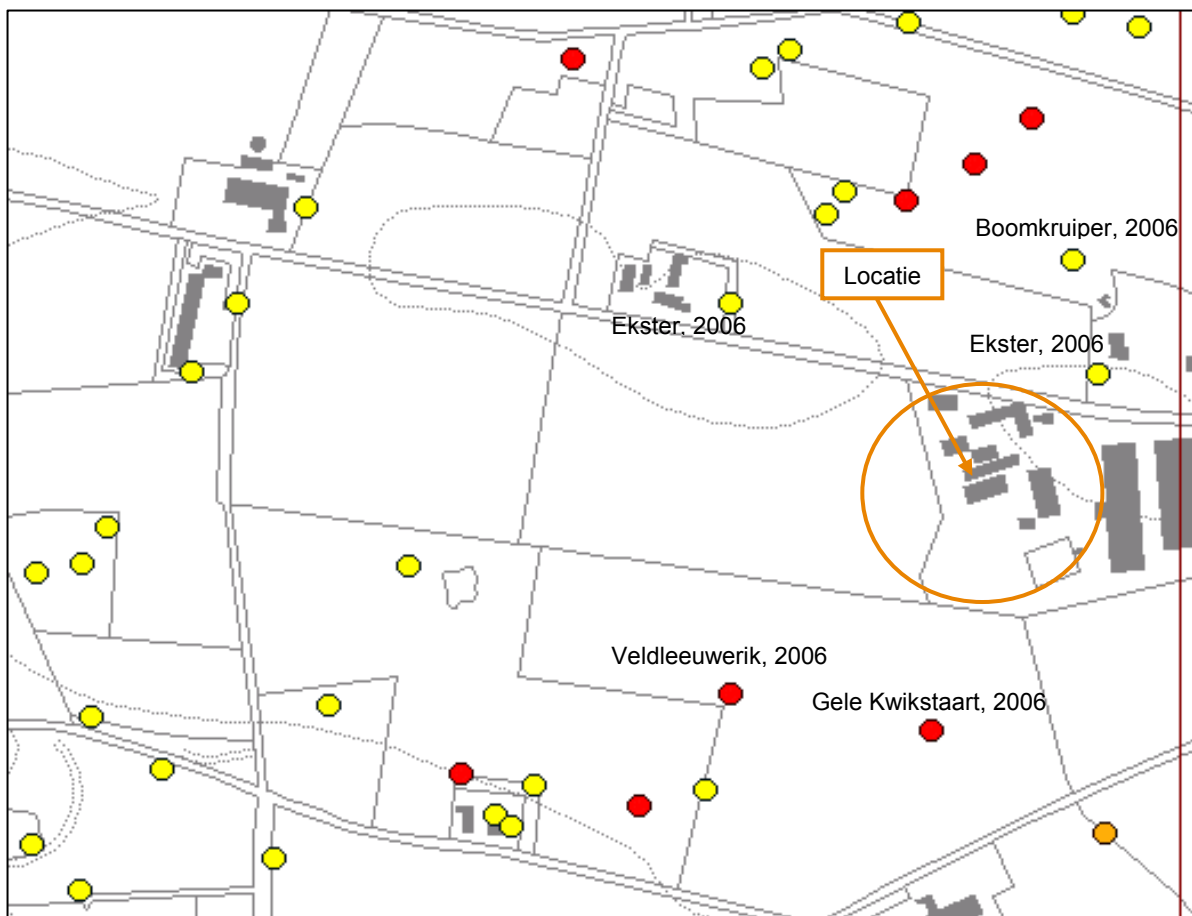 Boomkruiper, 2006
Locatie
Ekster, 2006
Ekster, 2006
Veldleeuwerik, 2006
Gele Kwikstaart, 2006